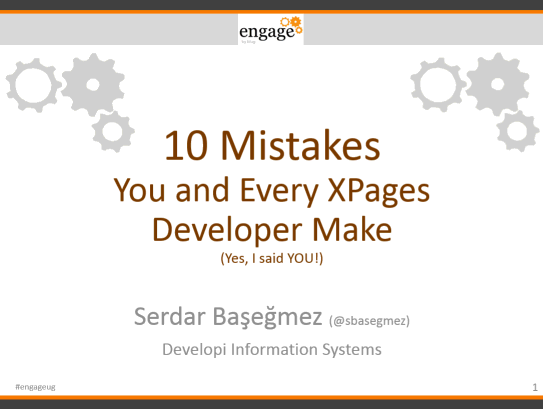 engage
10 Mistakes
You and Every XPages
Developer Make
(Yes, I said YOU!)
Serdar Başeğmez (@sbasegmez)
Developi Information Systems
#engageug
1